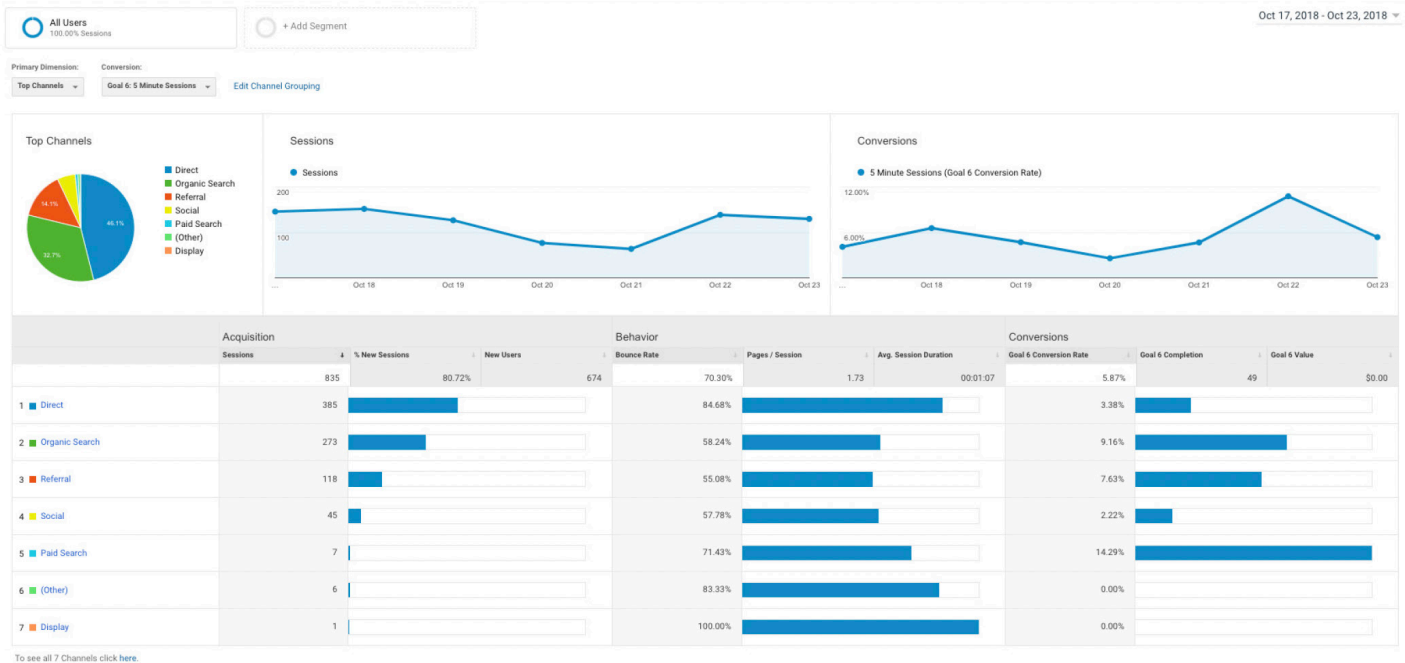 All Users
100.00% Sessions
+ Add Segment
Oct 17, 2018 - Oct 23, 2018
Primary Dimension:
Conversion:
Top Channels
Goal 6: 5 Minute Sessions
Edit Channel Grouping
Top Channels
46.1%
32.7%
14.1%
Direct
Organic Search
Referral
Social
Paid Search
(Other)
Display
Sessions
Sessions
200
100
... Oct 18 Oct 19 Oct 20 Oct 21 Oct 22 Oct 23
Conversions
5 Minute Sessions (Goal 6 Conversion Rate)
12.00%
6.00%
... Oct 18 Oct 19 Oct 20 Oct 21 Oct 22 Oct 23
Acquisition Behavior Conversions
Sessions % New Sessions New Users Bounce Rate Pages / Session Avg. Session Duration Goal 6 Conversion Rate Goal 6 Completion Goal 6 Value
835 80.72% 674 70.30% 1.73 00:01:07 5.87% 49 $0.00
1 Direct 385 84.68% 3.38%
2 Organic Search 273 58.24% 9.16%
3 Referral 118 55.08% 7.63%
4 Social 45 57.78% 2.22%
5 Paid Search 7 71.43% 14.29%
6 (Other) 6 83.33% 0.00%
7 Display 1 100.00% 0.00%
To see all 7 Channels click here.